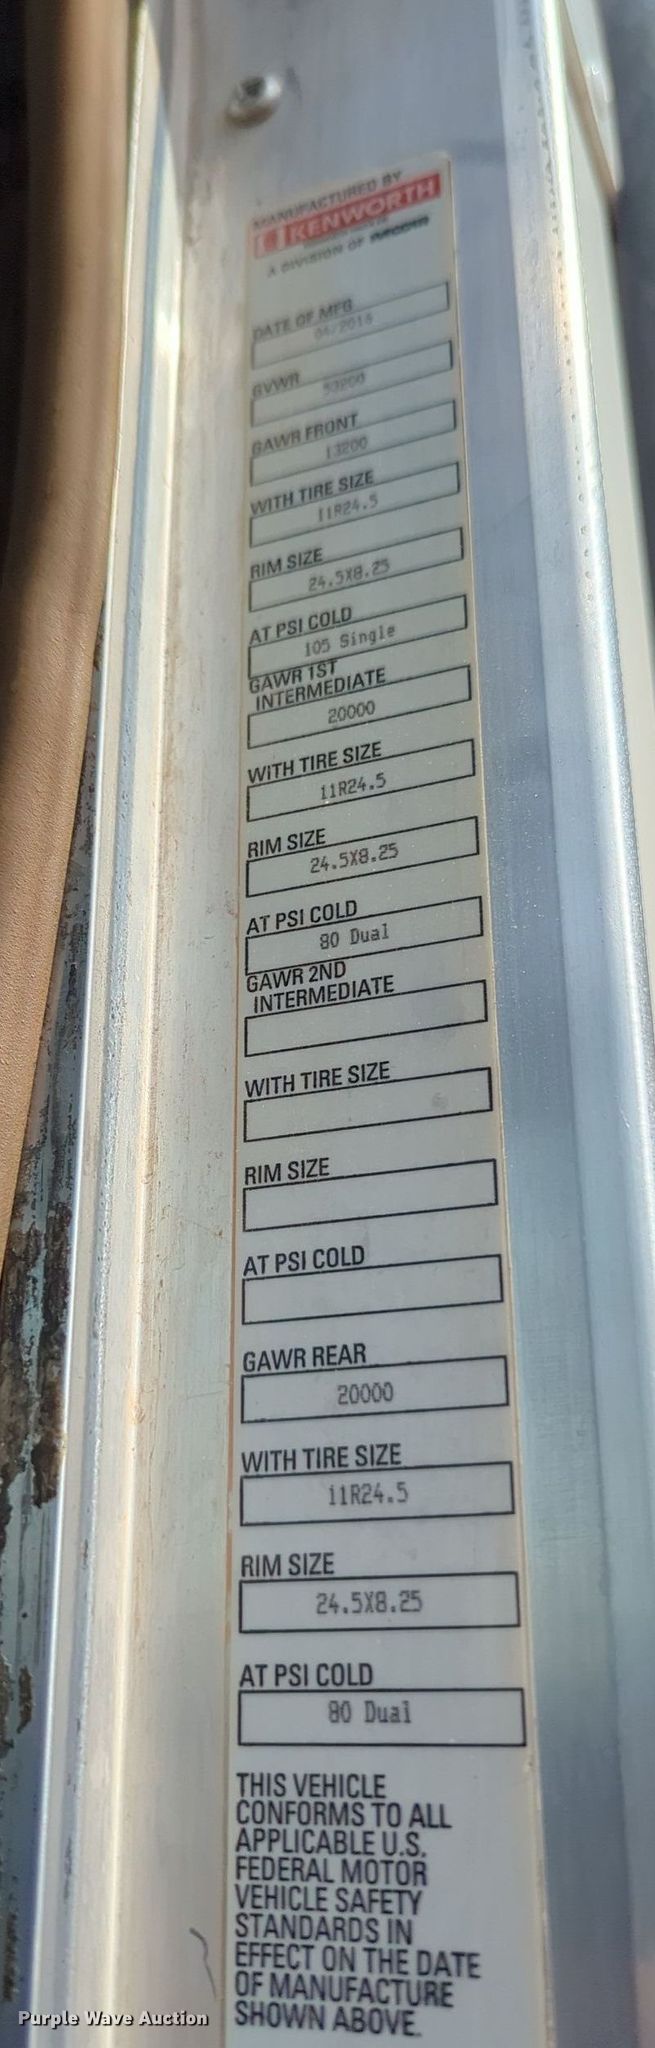 MANUFACTURED BY
KENWORTH
A DIVISION OF PACCAR
DATE OF MFG
04/2016
GVWR
53200
GAWR FRONT
13200
WITH TIRE SIZE
11R24.5
RIM SIZE
24.5X8.25
AT PSI COLD
105 Single
GAWR 1ST
INTERMEDIATE
20000
WITH TIRE SIZE
11R24.5
RIM SIZE
24.5X8.25
AT PSI COLD
80 Dual
GAWR 2ND
INTERMEDIATE
WITH TIRE SIZE
RIM SIZE
AT PSI COLD
GAWR REAR
20000
WITH TIRE SIZE
11R24.5
RIM SIZE
24.5X8.25
AT PSI COLD
80 Dual
THIS VEHICLE
CONFORMS TO ALL
APPLICABLE U.S.
FEDERAL MOTOR
VEHICLE SAFETY
STANDARDS IN
EFFECT ON THE DATE
OF MANUFACTURE
SHOWN ABOVE.
Purple Wave Auction